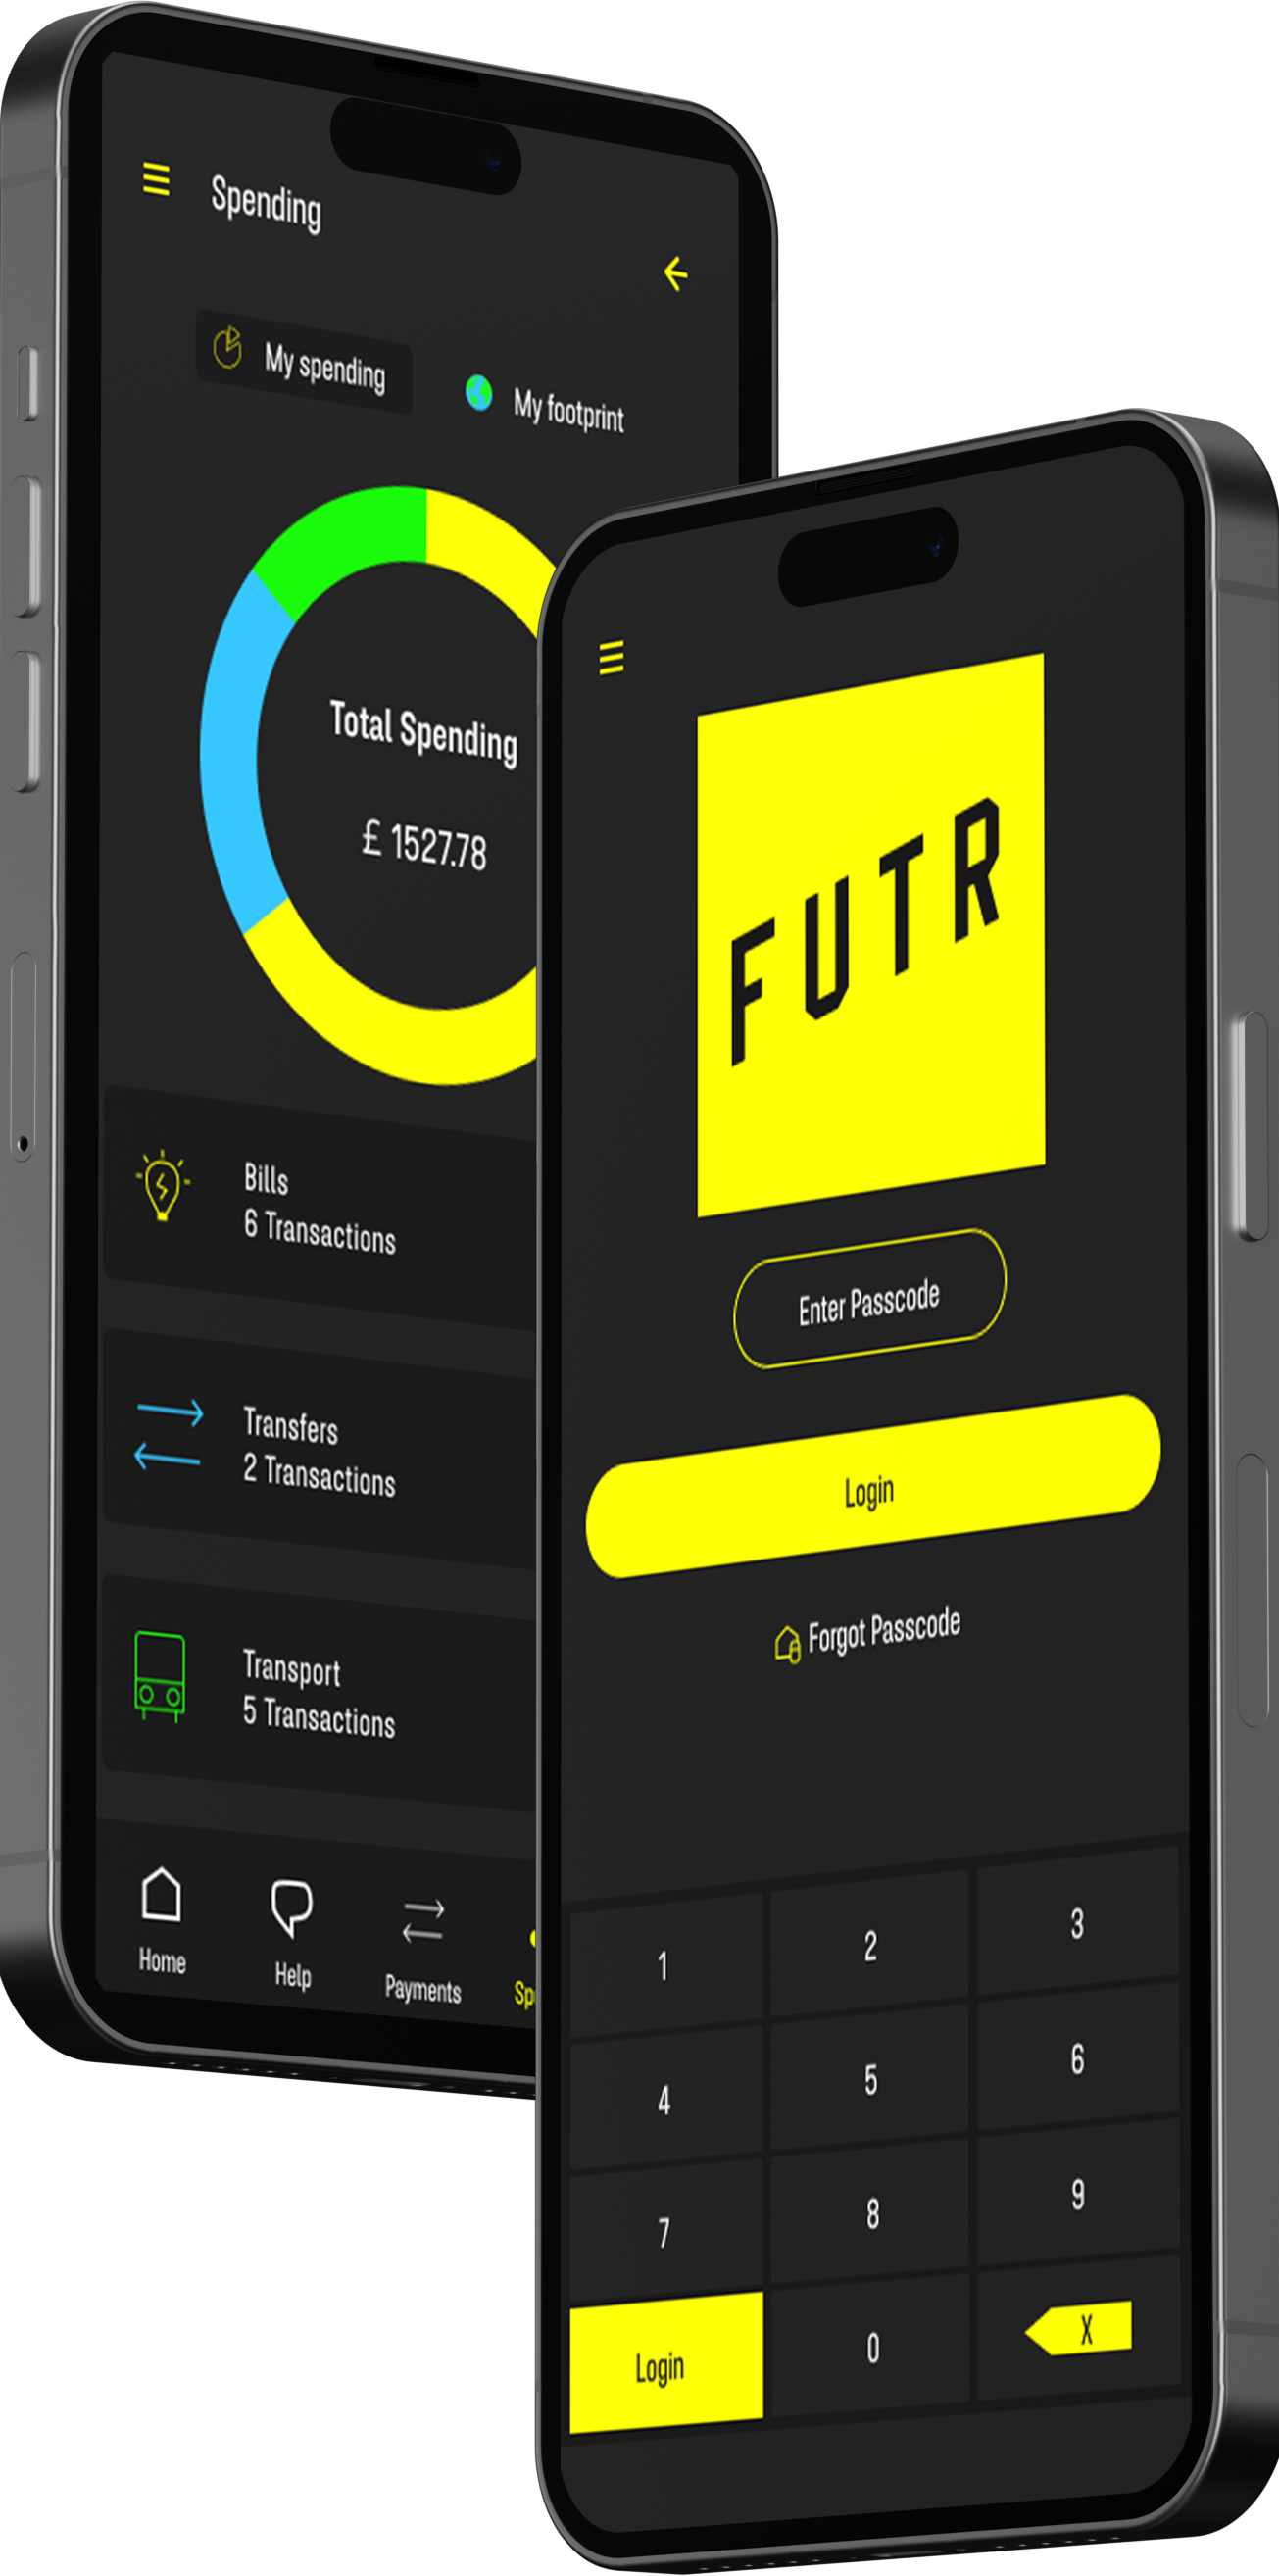 Spending
My spending
My footprint
Total Spending
£ 1527.78
Bills
6 Transactions
Transfers
2 Transactions
Transport
5 Transactions
Home
Help
Payments
FUTR
Enter Passcode
Login
Forgot Passcode
1
2
3
4
5
6
7
8
9
Login
0
X